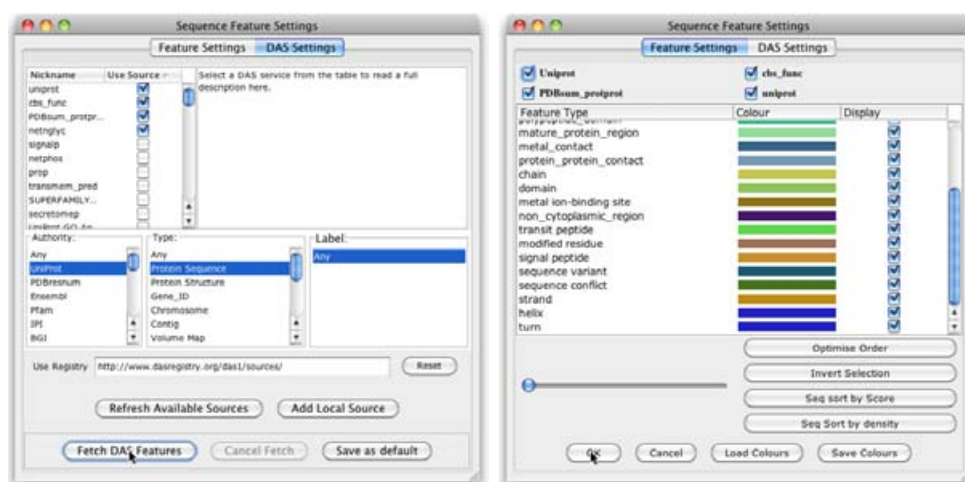 Sequence Feature Settings
Feature Settings DAS Settings
Nickname Use Source
uniprot
cbs_func
PDBsum_protpr...
netnglyc
signalp
netphos
prop
transmem_pred
SUPERFAMILY...
secretomep
Select a DAS service from the table to read a full
description here.
Authority:
Any
UniProt
PDBresnum
Ensembl
Pfam
IPI
BGI
Type:
Any
Protein Sequence
Protein Structure
Gene_ID
Chromosome
Contig
Volume Map
Label:
Any
Use Registry http://www.dasregistry.org/das1/sources/ Reset
Refresh Available Sources Add Local Source
Fetch DAS Features Cancel Fetch Save as default
Sequence Feature Settings
Feature Settings DAS Settings
Uniprot cbs_func
PDBsum_protprot uniprot
Feature Type Colour Display
polypeptide_domain
mature_protein_region
metal_contact
protein_protein_contact
chain
domain
metal ion-binding site
non_cytoplasmic_region
transit peptide
modified residue
signal peptide
sequence variant
sequence conflict
strand
helix
turn
Optimise Order
Invert Selection
Seq sort by Score
Seq Sort by density
OK Cancel Load Colours Save Colours